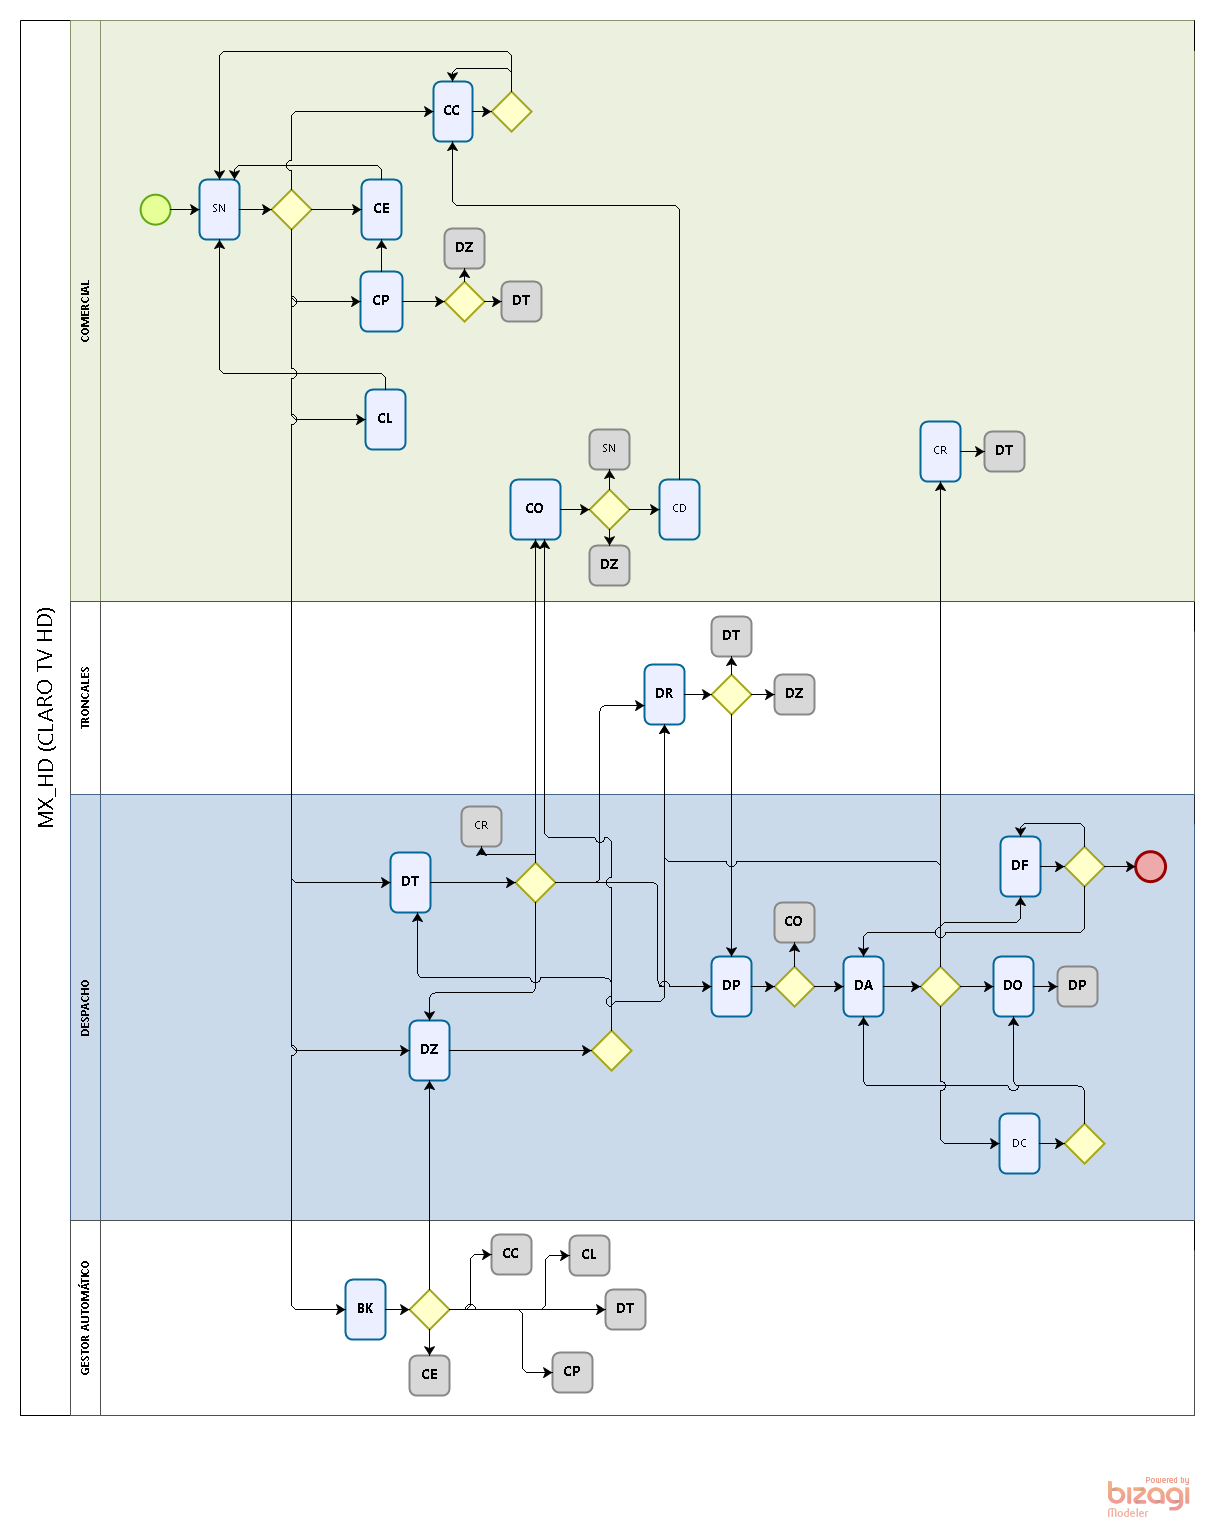 MX_HD (CLARO TV HD)
COMERCIAL
CC
SN
CE
DZ
CP
DT
CL
SN
CR
DT
CO
CD
DZ
TRONCALES
DT
DR
DZ
DESPACHO
CR
DF
DT
CO
DP
DA
DO
DP
DZ
DC
GESTOR AUTOMÁTICO
CC
CL
BK
DT
CE
CP
Powered by
bizagi
Modeler